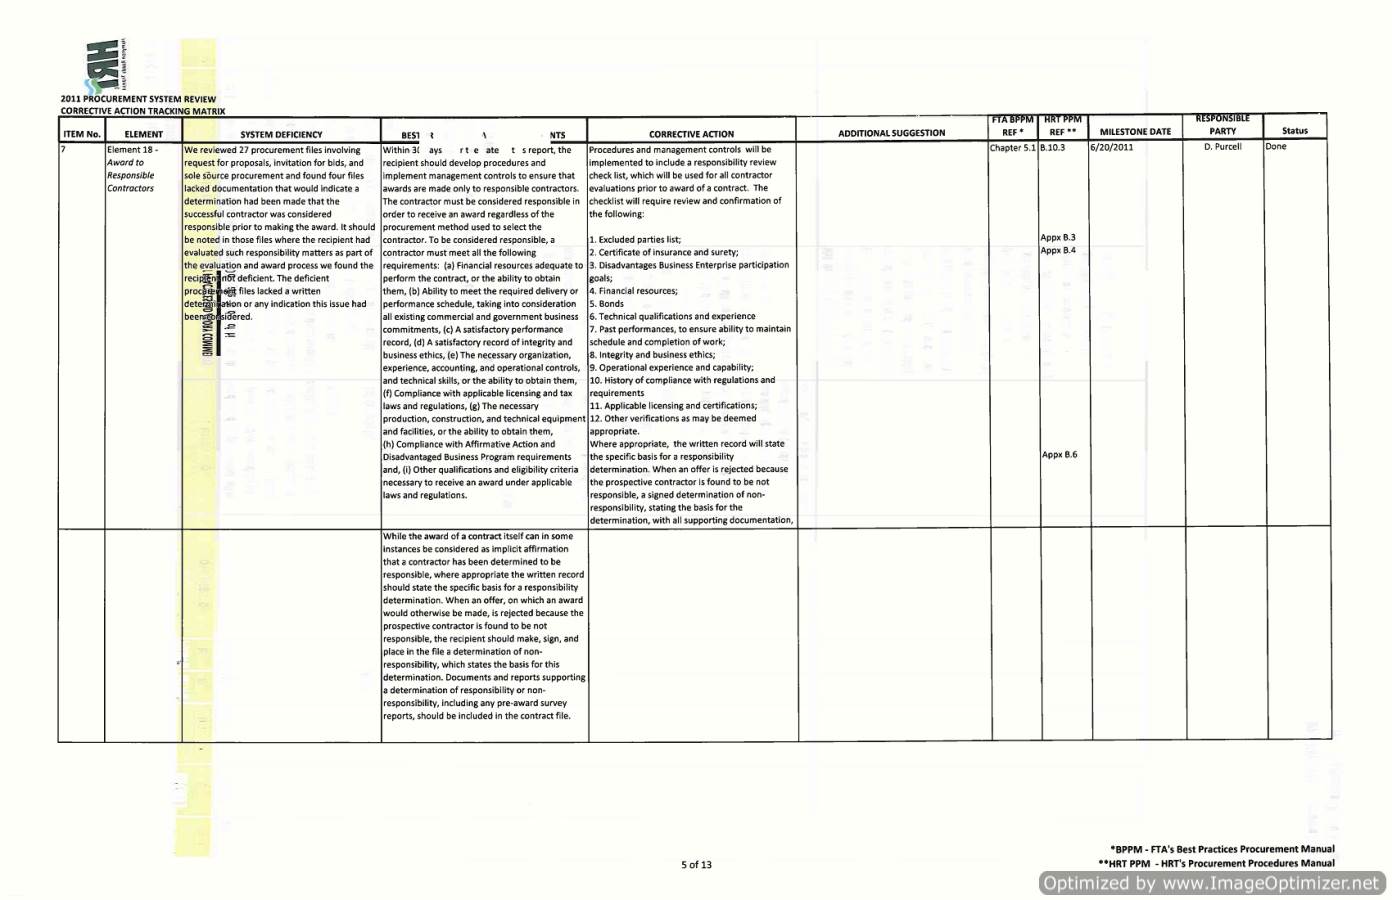 HRT
2011 PROCUREMENT SYSTEM REVIEW
CORRECTIVE ACTION TRACKING MATRIX
ITEM No.
ELEMENT
SYSTEM DEFICIENCY
NTS
CORRECTIVE ACTION
ADDITIONAL SUGGESTION
FTA BPPM
REF *
HRT PPM
REF **
MILESTONE DATE
RESPONSIBLE
PARTY
Status
7
Element 18 -
Award to
Responsible
Contractors
We reviewed 27 procurement files involving
request for proposals, invitation for bids, and
sole source procurement and found four files
lacked documentation that would indicate a
determination had been made that the
successful contractor was considered
responsible prior to making the award. It should
be noted in those files where the recipient had
evaluated such responsibility matters as part of
the evaluation and award process we found the
recipient not deficient. The deficient
procurement files lacked a written
determination or any indication this issue had
been considered.
Within 30 report, the
recipient should develop procedures and
implement management controls to ensure that
awards are made only to responsible contractors.
The contractor must be considered responsible in
order to receive an award regardless of the
procurement method used to select the
contractor. To be considered responsible, a
contractor must meet all the following
requirements: (a) Financial resources adequate to
perform the contract, or the ability to obtain
them, (b) Ability to meet the required delivery or
performance schedule, taking into consideration
all existing commercial and government business
commitments, (c) A satisfactory performance
record, (d) A satisfactory record of integrity and
business ethics, (e) The necessary organization,
experience, accounting, and operational controls,
and technical skills, or the ability to obtain them,
(f) Compliance with applicable licensing and tax
laws and regulations, (g) The necessary
production, construction, and technical equipment
and facilities, or the ability to obtain them,
(h) Compliance with Affirmative Action and
Disadvantaged Business Program requirements
and, (i) Other qualifications and eligibility criteria
necessary to receive an award under applicable
laws and regulations.
Procedures and management controls will be
implemented to include a responsibility review
check list, which will be used for all contractor
evaluations prior to award of a contract. The
checklist will require review and confirmation of
the following:
1. Excluded parties list;
2. Certificate of insurance and surety;
3. Disadvantages Business Enterprise participation
goals;
4. Financial resources;
5. Bonds
6. Technical qualifications and experience
7. Past performances, to ensure ability to maintain
schedule and completion of work;
8. Integrity and business ethics;
9. Operational experience and capability;
10. History of compliance with regulations and
requirements
11. Applicable licensing and certifications;
12. Other verifications as may be deemed
appropriate.
Where appropriate, the written record will state
the specific basis for a responsibility
determination. When an offer is rejected because
the prospective contractor is found to be not
responsible, a signed determination of non-
responsibility, stating the basis for the
determination, with all supporting documentation,
Chapter 5.1
B.10.3
Appx B.3
Appx B.4
Appx B.6
6/20/2011
D. Purcell
Done
While the award of a contract itself can in some
instances be considered as implicit affirmation
that a contractor has been determined to be
responsible, where appropriate the written record
should state the specific basis for a responsibility
determination. When an offer, on which an award
would otherwise be made, is rejected because the
prospective contractor is found to be not
responsible, the recipient should make, sign, and
place in the file a determination of non-
responsibility, which states the basis for this
determination. Documents and reports supporting
a determination of responsibility or non-
responsibility, including any pre-award survey
reports, should be included in the contract file.
*BPPM - FTA's Best Practices Procurement Manual
5 of 13
**HRT PPM - HRT's Procurement Procedures Manual
Optimized by www.ImageOptimizer.net